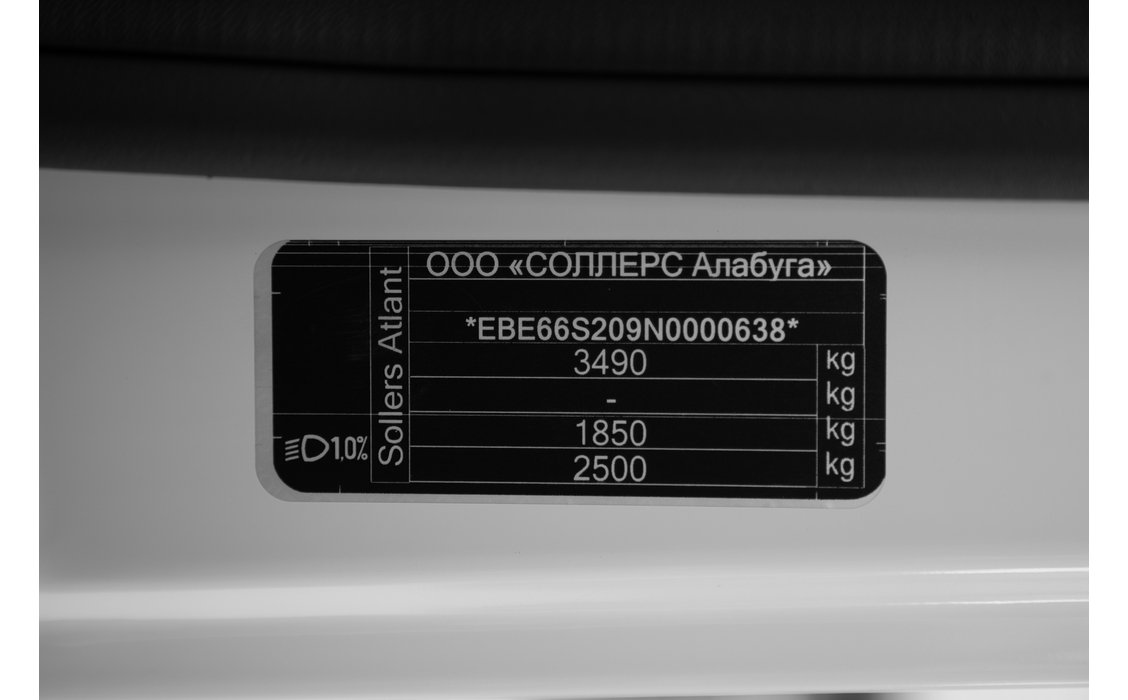 ООО «СОЛЛЕРС Алабуга»
*EBE66S209N0000638*
3490 kg
- kg
1850 kg
2500 kg
Sollers Atlant
1,0%